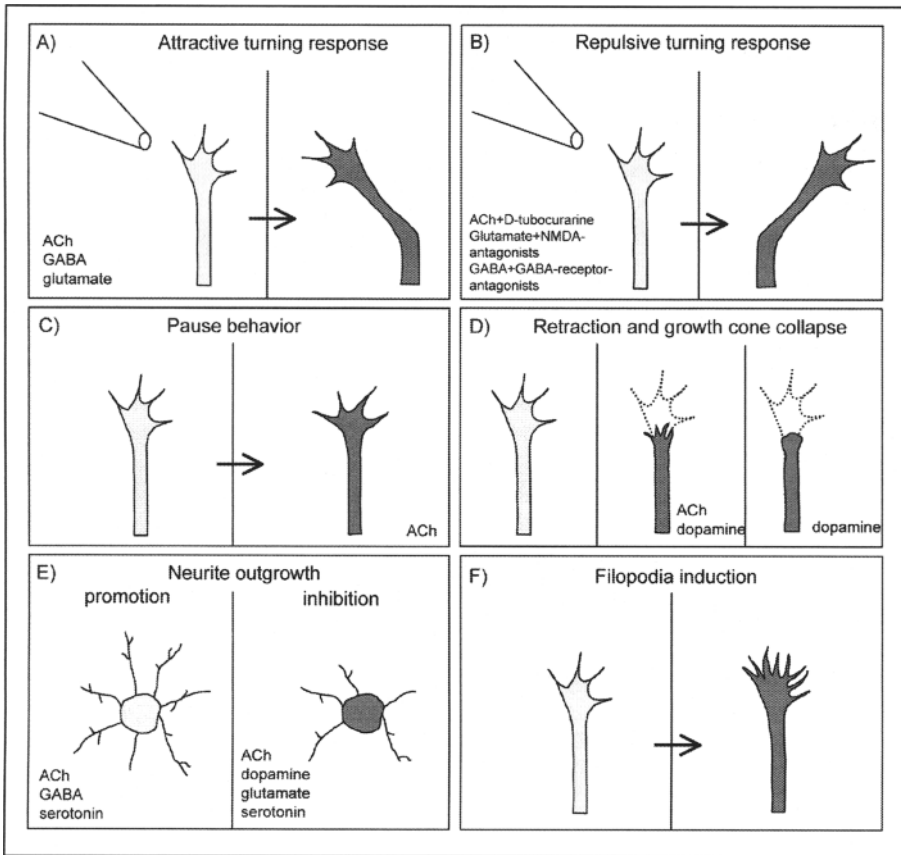 A) Attractive turning response
ACh
GABA
glutamate
B) Repulsive turning response
ACh+D-tubocurarine
Glutamate+NMDA-
antagonists
GABA+GABA-receptor-
antagonists
C) Pause behavior
ACh
D) Retraction and growth cone collapse
ACh
dopamine
dopamine
E) Neurite outgrowth
promotion
inhibition
ACh
GABA
serotonin
ACh
dopamine
glutamate
serotonin
F) Filopodia induction